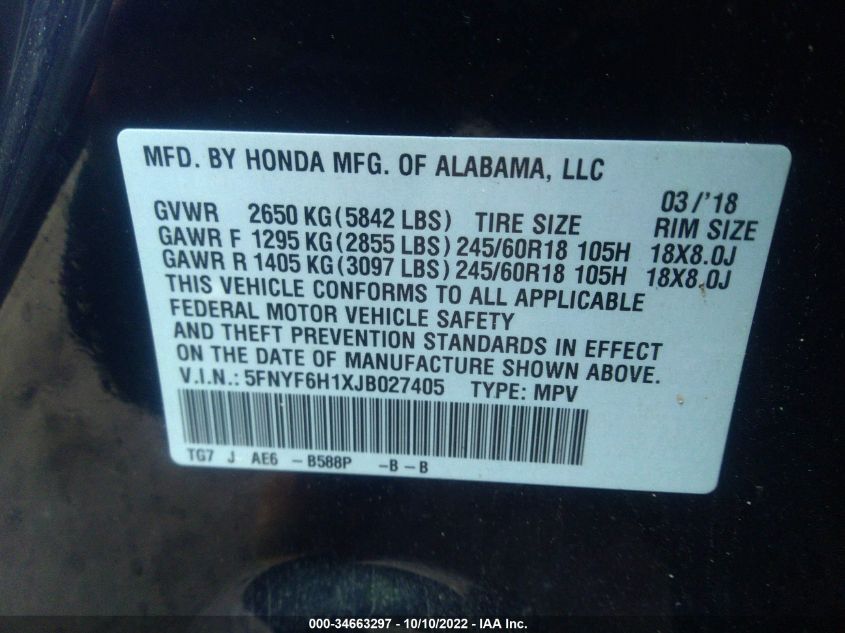 MFD. BY HONDA MFG. OF ALABAMA, LLC
03/'18
GVWR 2650 KG(5842 LBS) TIRE SIZE RIM SIZE
GAWR F 1295 KG(2855 LBS) 245/60R18 105H 18X8.0J
GAWR R 1405 KG(3097 LBS) 245/60R18 105H 18X8.0J
THIS VEHICLE CONFORMS TO ALL APPLICABLE
FEDERAL MOTOR VEHICLE SAFETY
AND THEFT PREVENTION STANDARDS IN EFFECT
ON THE DATE OF MANUFACTURE SHOWN ABOVE.
V.I.N.: 5FNYF6H1XJB027405 TYPE: MPV
TG7 J AE6 -B588P -B-B
000-34663297 - 10/10/2022 - IAA Inc.